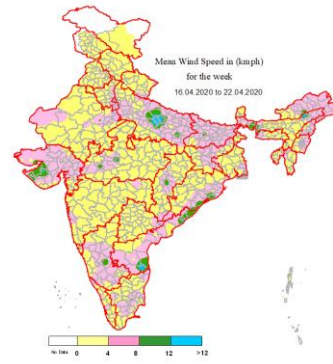 Mean Wind Speed in (kmph)
for the week
16.04.2020 to 22.04.2020
No Data 0 4 8 12 >12